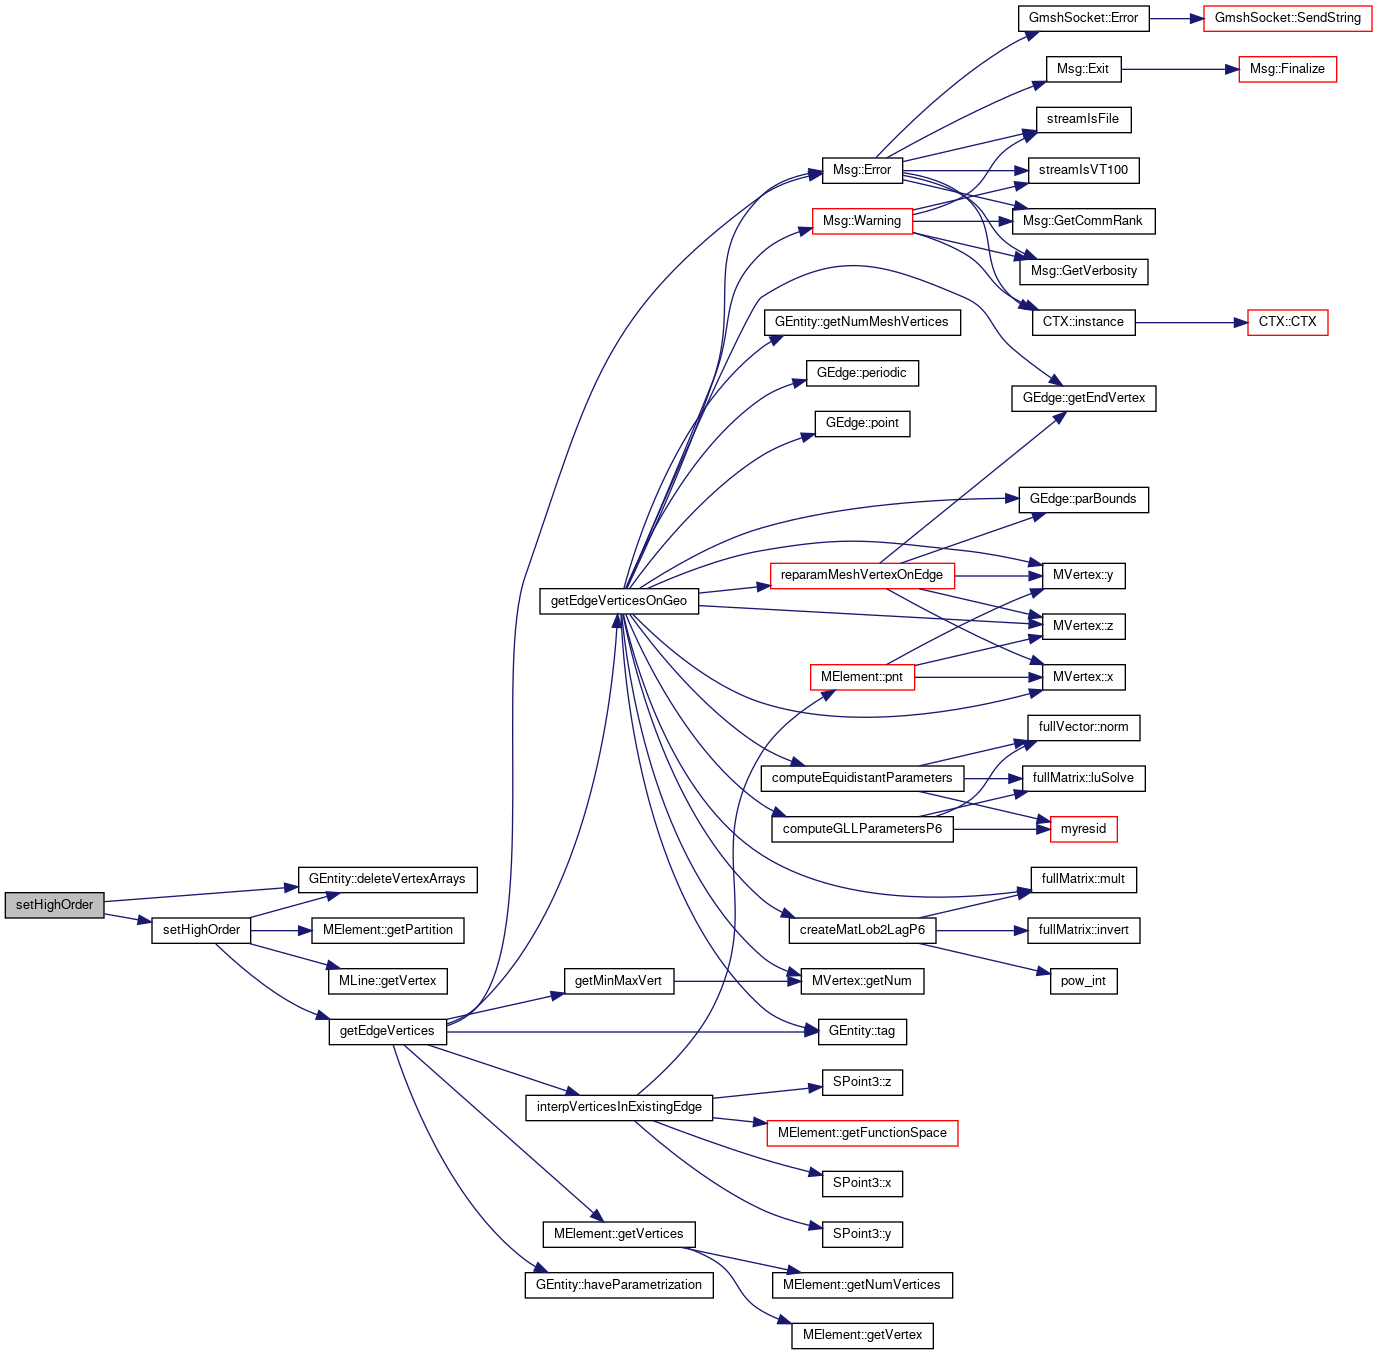 GmshSocket::Error
GmshSocket::SendString
Msg::Exit
Msg::Finalize
streamIsFile
Msg::Error
streamIsVT100
Msg::Warning
Msg::GetCommRank
Msg::GetVerbosity
GEntity::getNumMeshVertices
CTX::instance
CTX::CTX
GEdge::periodic
GEdge::getEndVertex
GEdge::point
GEdge::parBounds
reparamMeshVertexOnEdge
MVertex::y
getEdgeVerticesOnGeo
MVertex::z
MElement::pnt
MVertex::x
fullVector::norm
computeEquidistantParameters
fullMatrix::luSolve
computeGLLParametersP6
myresid
GEntity::deleteVertexArrays
fullMatrix::mult
setHighOrder
setHighOrder
MElement::getPartition
createMatLob2LagP6
fullMatrix::invert
MLine::getVertex
getMinMaxVert
MVertex::getNum
pow_int
getEdgeVertices
GEntity::tag
SPoint3::z
interpVerticesInExistingEdge
MElement::getFunctionSpace
SPoint3::x
MElement::getVertices
SPoint3::y
GEntity::haveParametrization
MElement::getNumVertices
MElement::getVertex